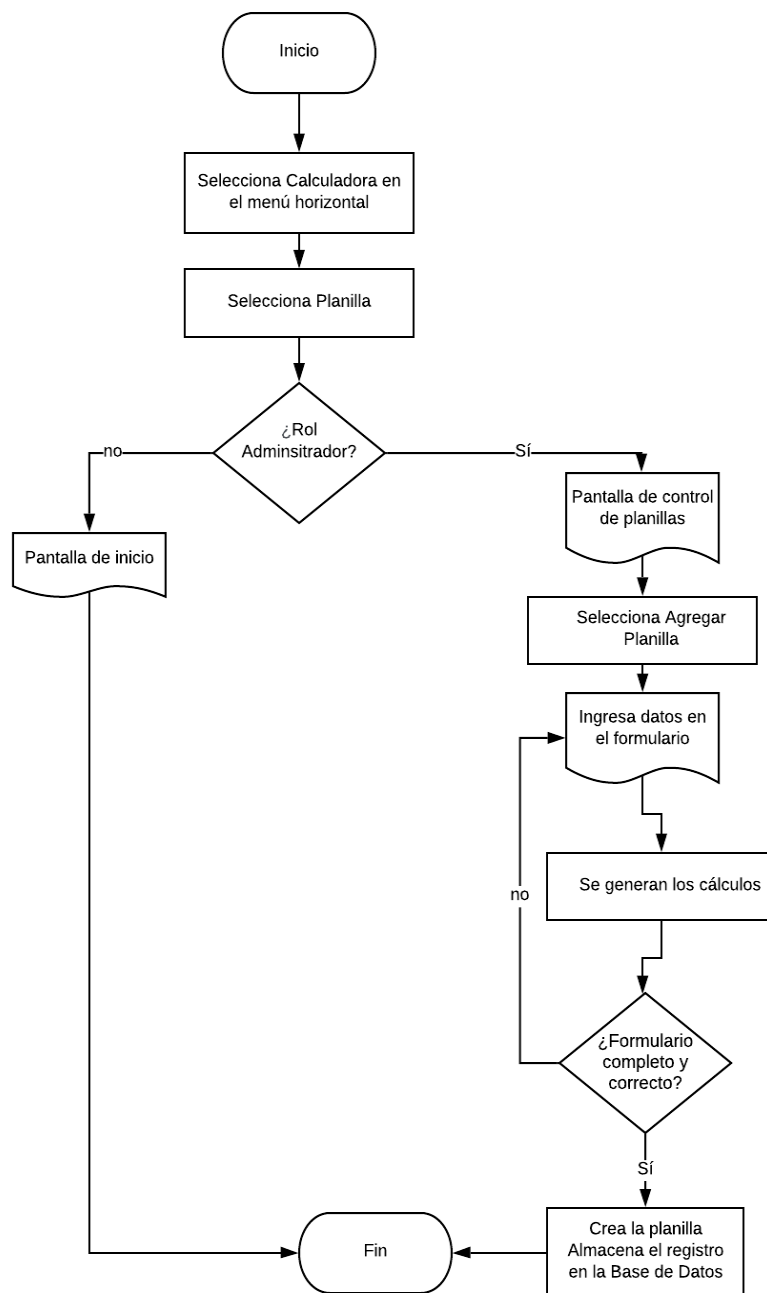 Inicio
Selecciona Calculadora en
el menú horizontal
Selecciona Planilla
¿Rol
Adminsitrador?
no
Sí
Pantalla de inicio
Pantalla de control
de planillas
Selecciona Agregar
Planilla
Ingresa datos en
el formulario
Se generan los cálculos
no
¿Formulario
completo y
correcto?
Sí
Crea la planilla
Almacena el registro
en la Base de Datos
Fin